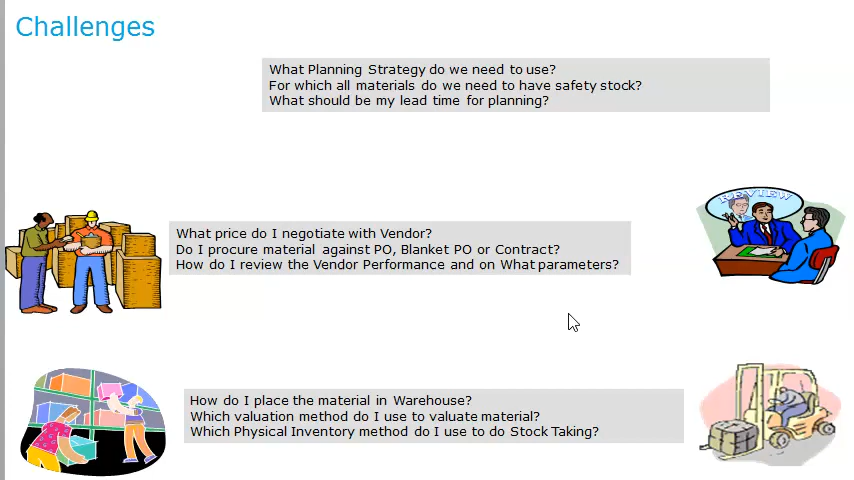 Challenges
What Planning Strategy do we need to use?
For which all materials do we need to have safety stock?
What should be my lead time for planning?
REVIEW
What price do I negotiate with Vendor?
Do I procure material against PO, Blanket PO or Contract?
How do I review the Vendor Performance and on What parameters?
How do I place the material in Warehouse?
Which valuation method do I use to valuate material?
Which Physical Inventory method do I use to do Stock Taking?